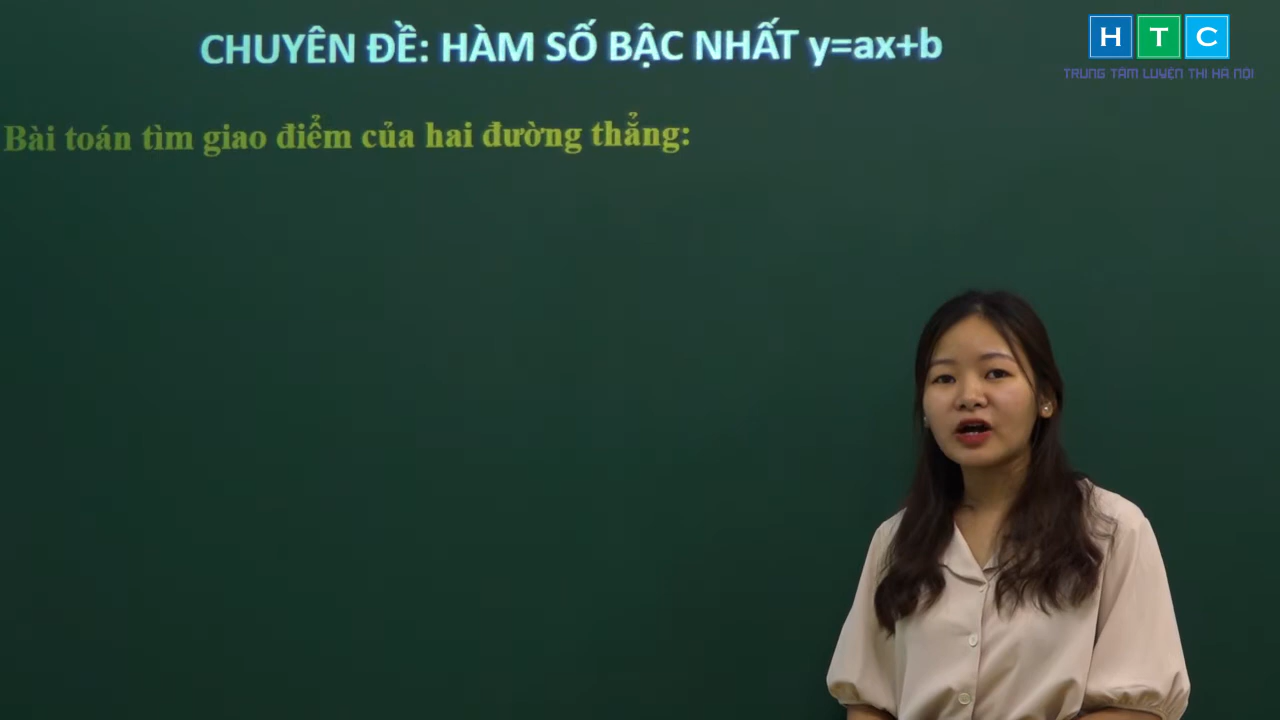 CHUYÊN ĐỀ: HÀM SỐ BẬC NHẤT y=ax+b
HTC
TRUNG TÂM LUYỆN THI HÀ NỘI
Bài toán tìm giao điểm của hai đường thẳng: